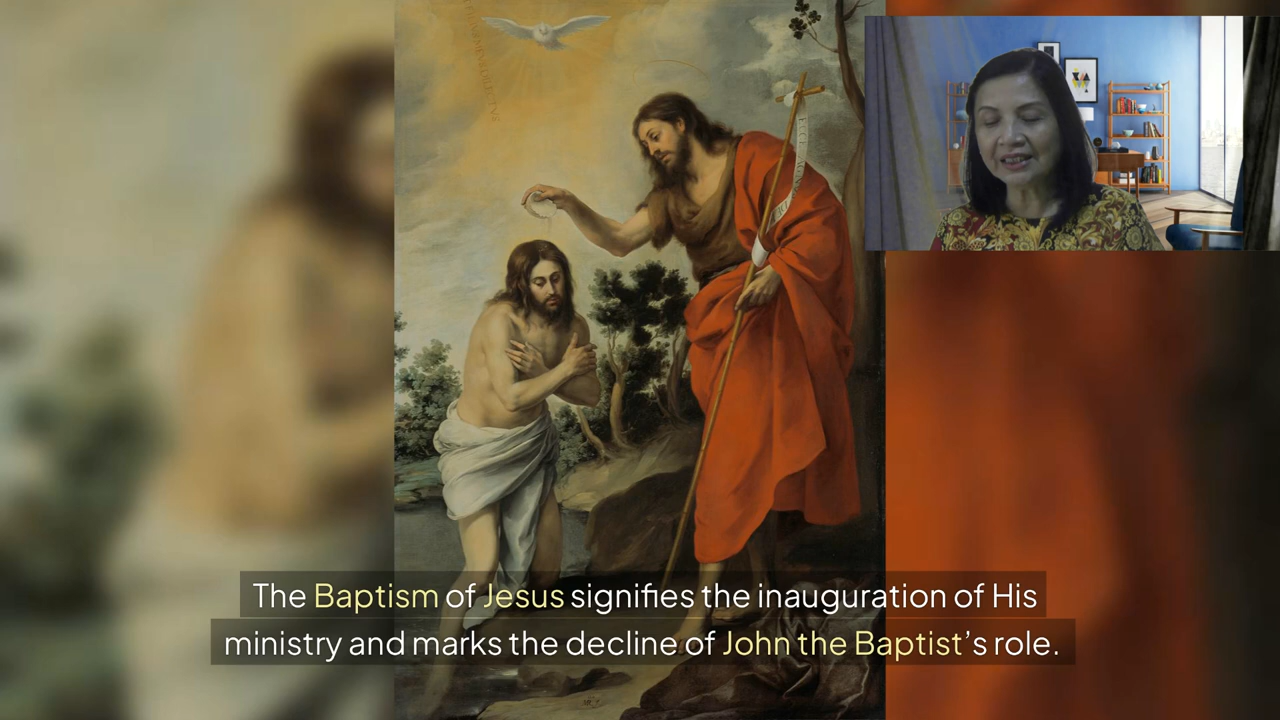 The Baptism of Jesus signifies the inauguration of His
ministry and marks the decline of John the Baptist’s role.